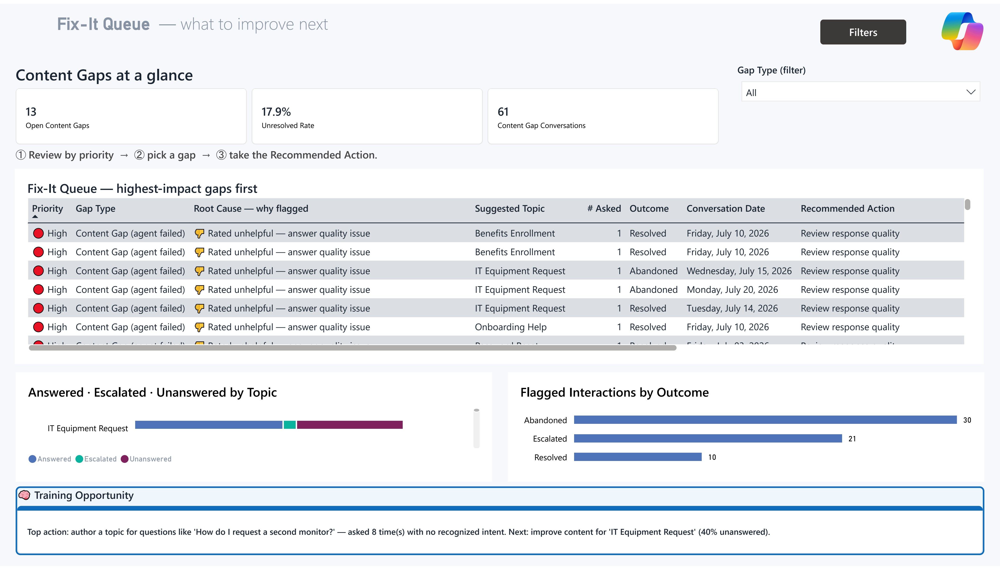 Fix-It Queue — what to improve next
Filters
Content Gaps at a glance
Gap Type (filter)
All
13
Open Content Gaps
17.9%
Unresolved Rate
61
Content Gap Conversations
① Review by priority → ② pick a gap → ③ take the Recommended Action.
Fix-It Queue — highest-impact gaps first
Priority Gap Type Root Cause — why flagged Suggested Topic # Asked Outcome Conversation Date Recommended Action
High Content Gap (agent failed) 👎 Rated unhelpful — answer quality issue Benefits Enrollment 1 Resolved Friday, July 10, 2026 Review response quality
High Content Gap (agent failed) 👎 Rated unhelpful — answer quality issue Benefits Enrollment 1 Resolved Friday, July 10, 2026 Review response quality
High Content Gap (agent failed) 👎 Rated unhelpful — answer quality issue IT Equipment Request 1 Abandoned Wednesday, July 15, 2026 Review response quality
High Content Gap (agent failed) 👎 Rated unhelpful — answer quality issue IT Equipment Request 1 Abandoned Monday, July 20, 2026 Review response quality
High Content Gap (agent failed) 👎 Rated unhelpful — answer quality issue IT Equipment Request 1 Resolved Tuesday, July 14, 2026 Review response quality
High Content Gap (agent failed) 👎 Rated unhelpful — answer quality issue Onboarding Help 1 Resolved Friday, July 10, 2026 Review response quality
Answered · Escalated · Unanswered by Topic
IT Equipment Request
Answered Escalated Unanswered
Flagged Interactions by Outcome
Abandoned 30
Escalated 21
Resolved 10
🧠 Training Opportunity
Top action: author a topic for questions like 'How do I request a second monitor?' — asked 8 time(s) with no recognized intent. Next: improve content for 'IT Equipment Request' (40% unanswered).